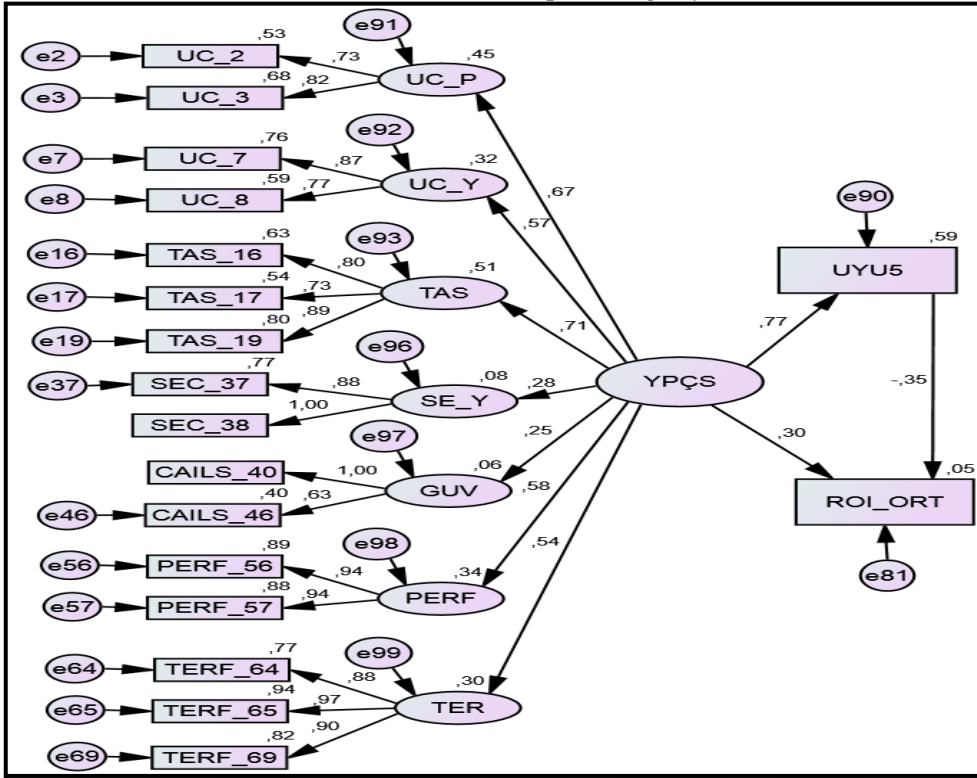 e91
,53
,45
e2
UC_2
,73
UC_P
,68
,82
e3
UC_3
e92
,76
,32
e7
UC_7
,87
UC_Y
,67
,59
,77
e8
UC_8
,57
e90
e93
,63
,59
e16
TAS_16
,80
,51
UYU5
,54
e17
TAS_17
,73
TAS
,80
,89
,71
,77
e19
TAS_19
e96
,77
e37
SEC_37
,88
,08
,28
YPÇS
-,35
SEC_38
1,00
SE_Y
e97
,25
,30
CAILS_40
1,00
,06
,05
,40
,63
GUV
,58
ROI_ORT
e46
CAILS_46
e98
,54
,89
e56
PERF_56
,94
,34
e81
,88
,94
PERF
e57
PERF_57
e99
,77
e64
TERF_64
,88
,30
,94
,97
TER
e65
TERF_65
,90
,82
e69
TERF_69